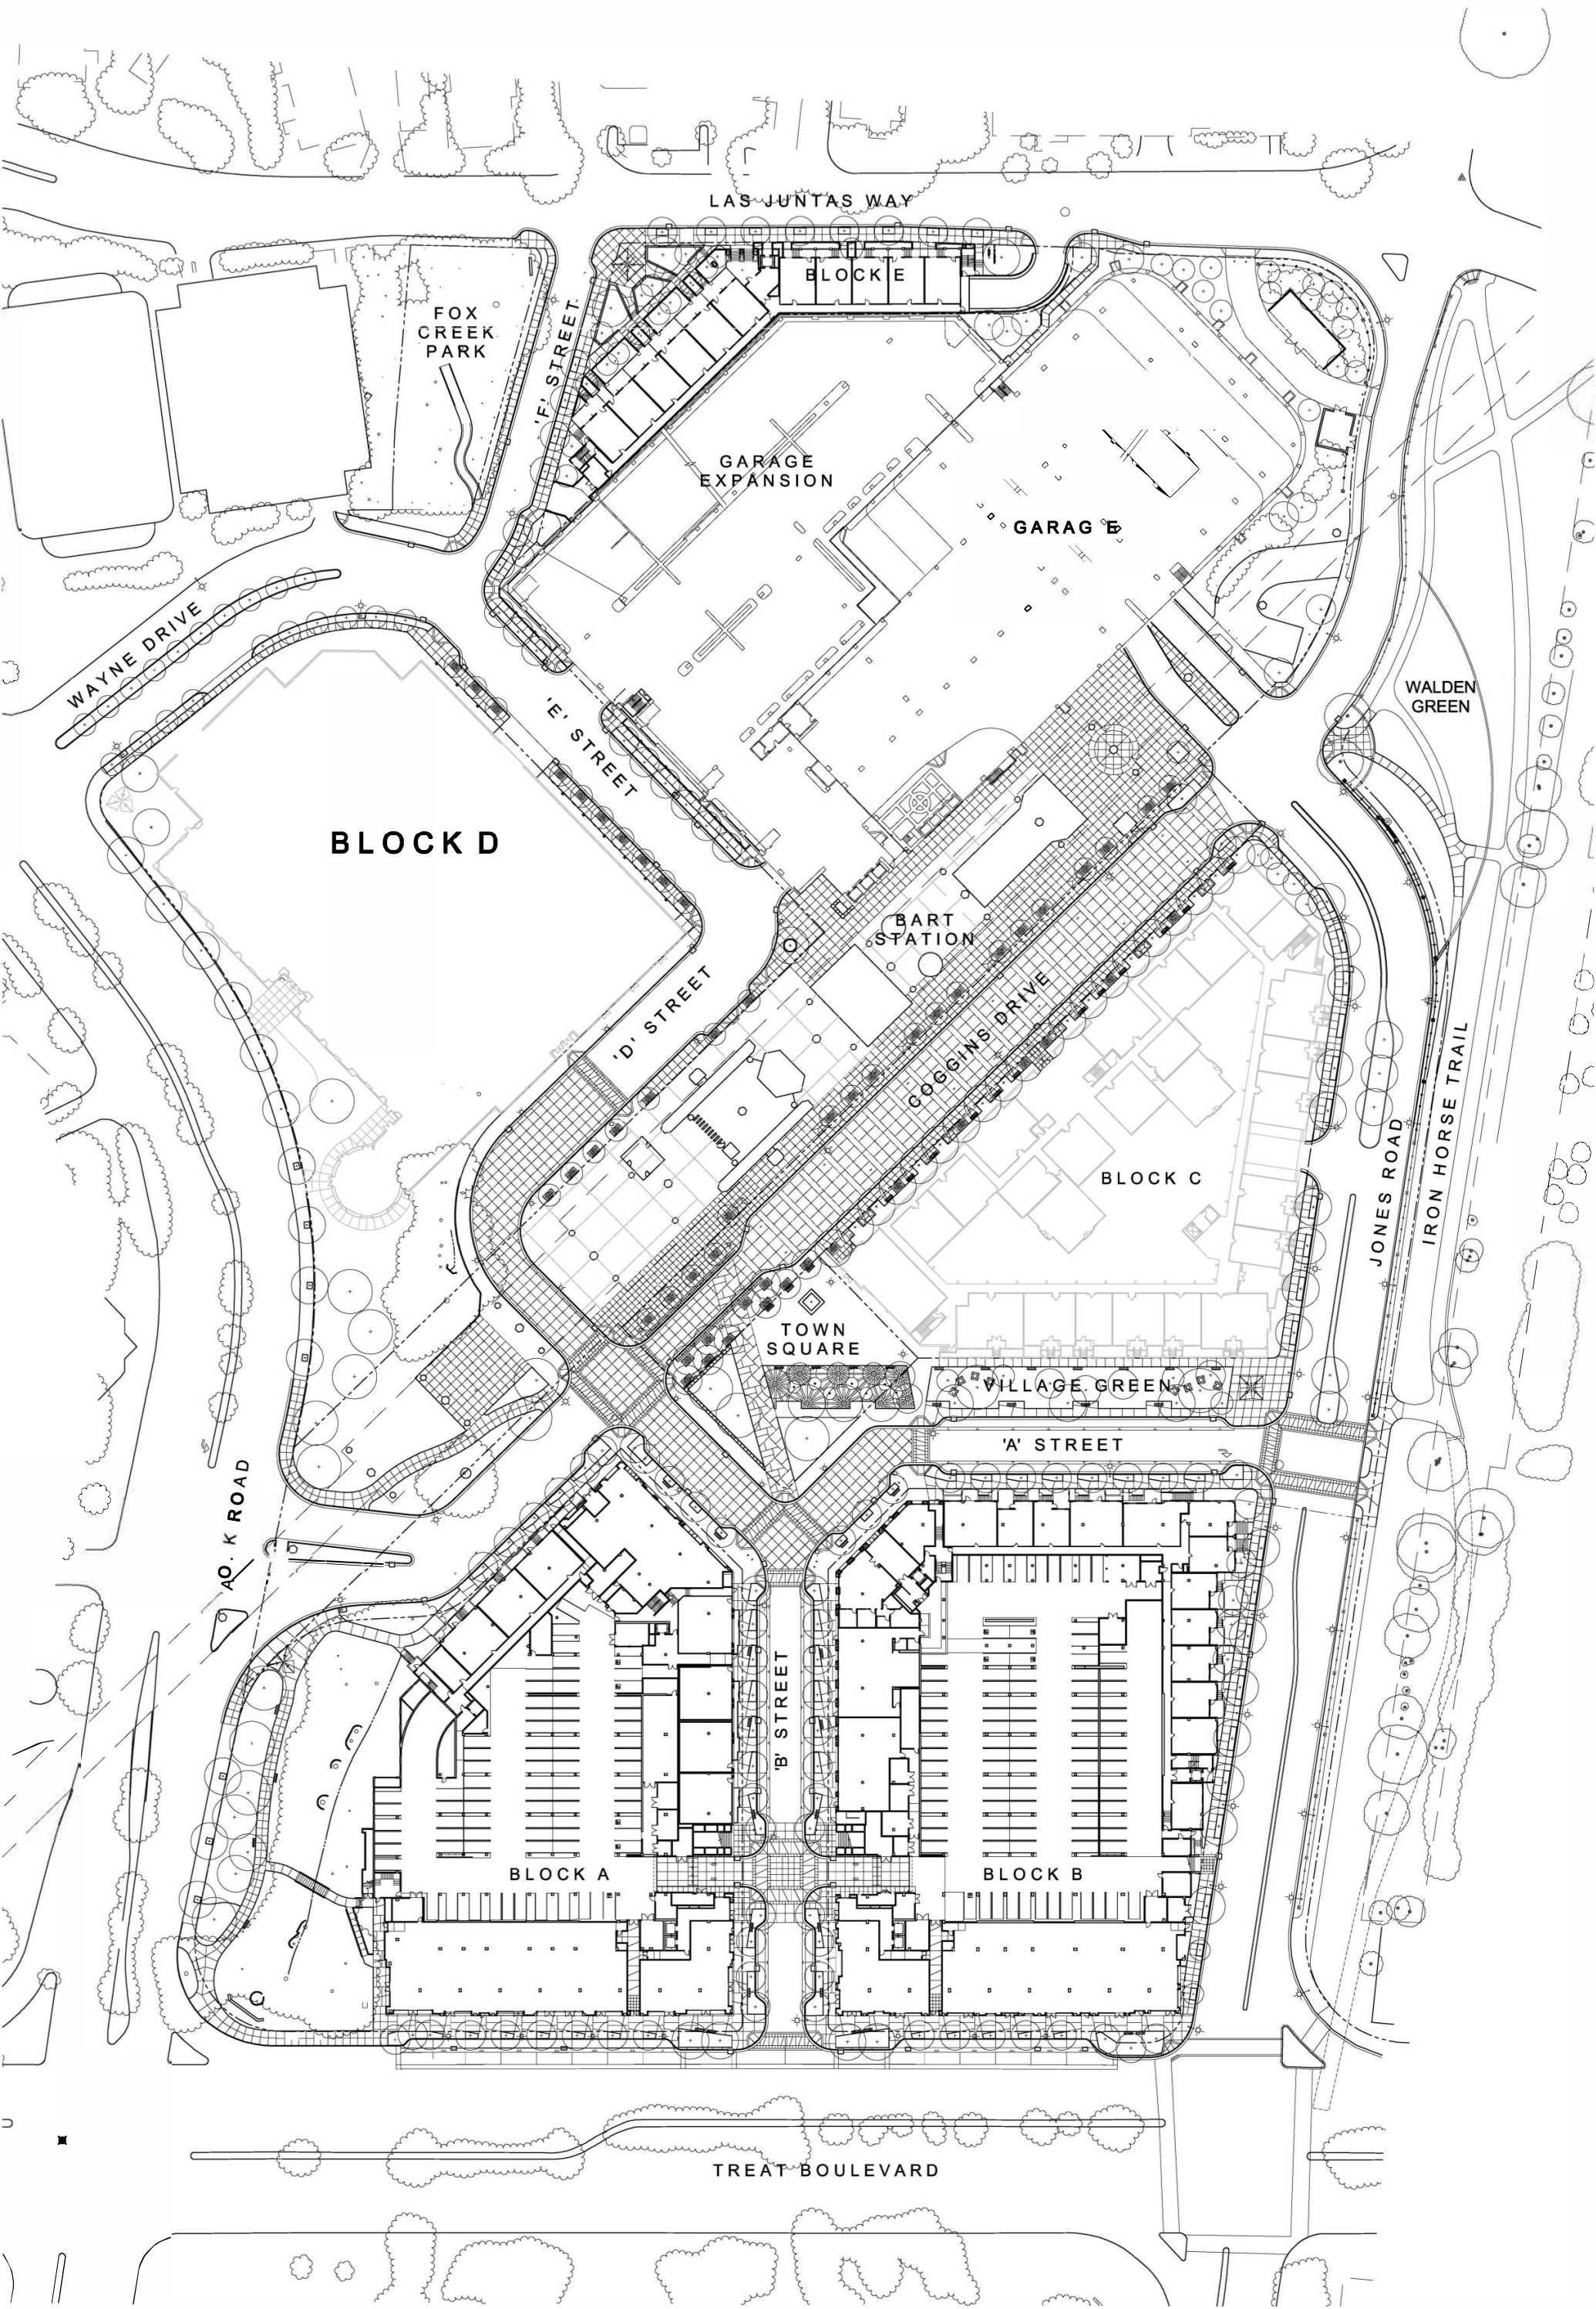 LAS JUNTAS WAY
BLOCK E
FOX
CREEK
PARK
'F' STREET
GARAGE
EXPANSION
GARAG E
WAYNE DRIVE
'E' STREET
WALDEN
GREEN
BLOCK D
BART
STATION
'D' STREET
COGGINS DRIVE
BLOCK C
JONES ROAD
IRON HORSE TRAIL
TOWN
SQUARE
VILLAGE GREEN
'A' STREET
K ROAD
'B' STREET
BLOCK A
BLOCK B
TREAT BOULEVARD